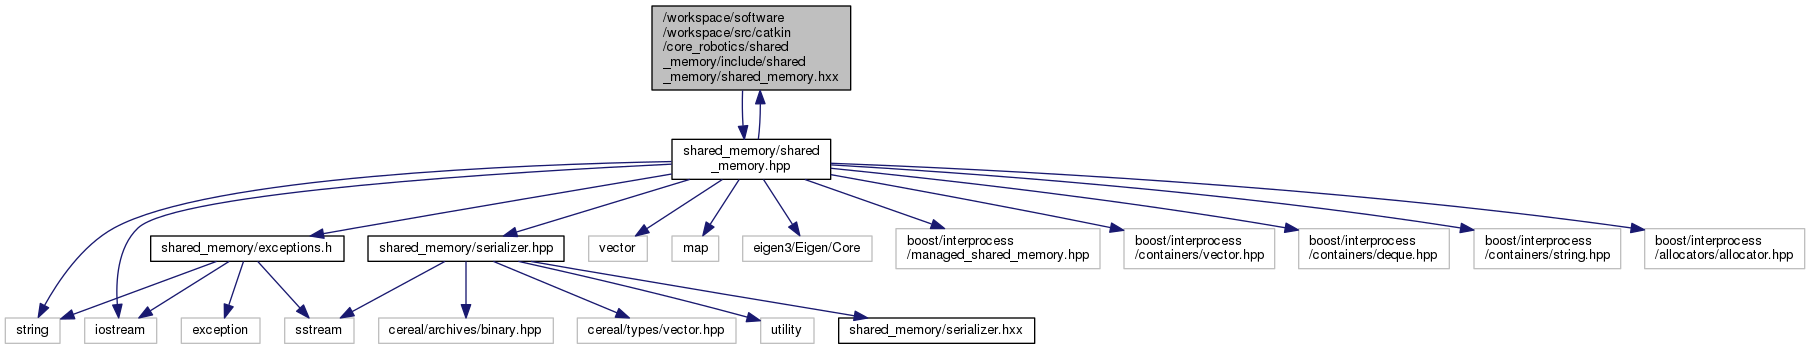 /workspace/software
/workspace/src/catkin
/core_robotics/shared
_memory/include/shared
_memory/shared_memory.hxx
shared_memory/shared
_memory.hpp
shared_memory/exceptions.h
shared_memory/serializer.hpp
vector
map
eigen3/Eigen/Core
boost/interprocess
/managed_shared_memory.hpp
boost/interprocess
/containers/vector.hpp
boost/interprocess
/containers/deque.hpp
boost/interprocess
/containers/string.hpp
boost/interprocess
/allocators/allocator.hpp
string
iostream
exception
sstream
cereal/archives/binary.hpp
cereal/types/vector.hpp
utility
shared_memory/serializer.hxx